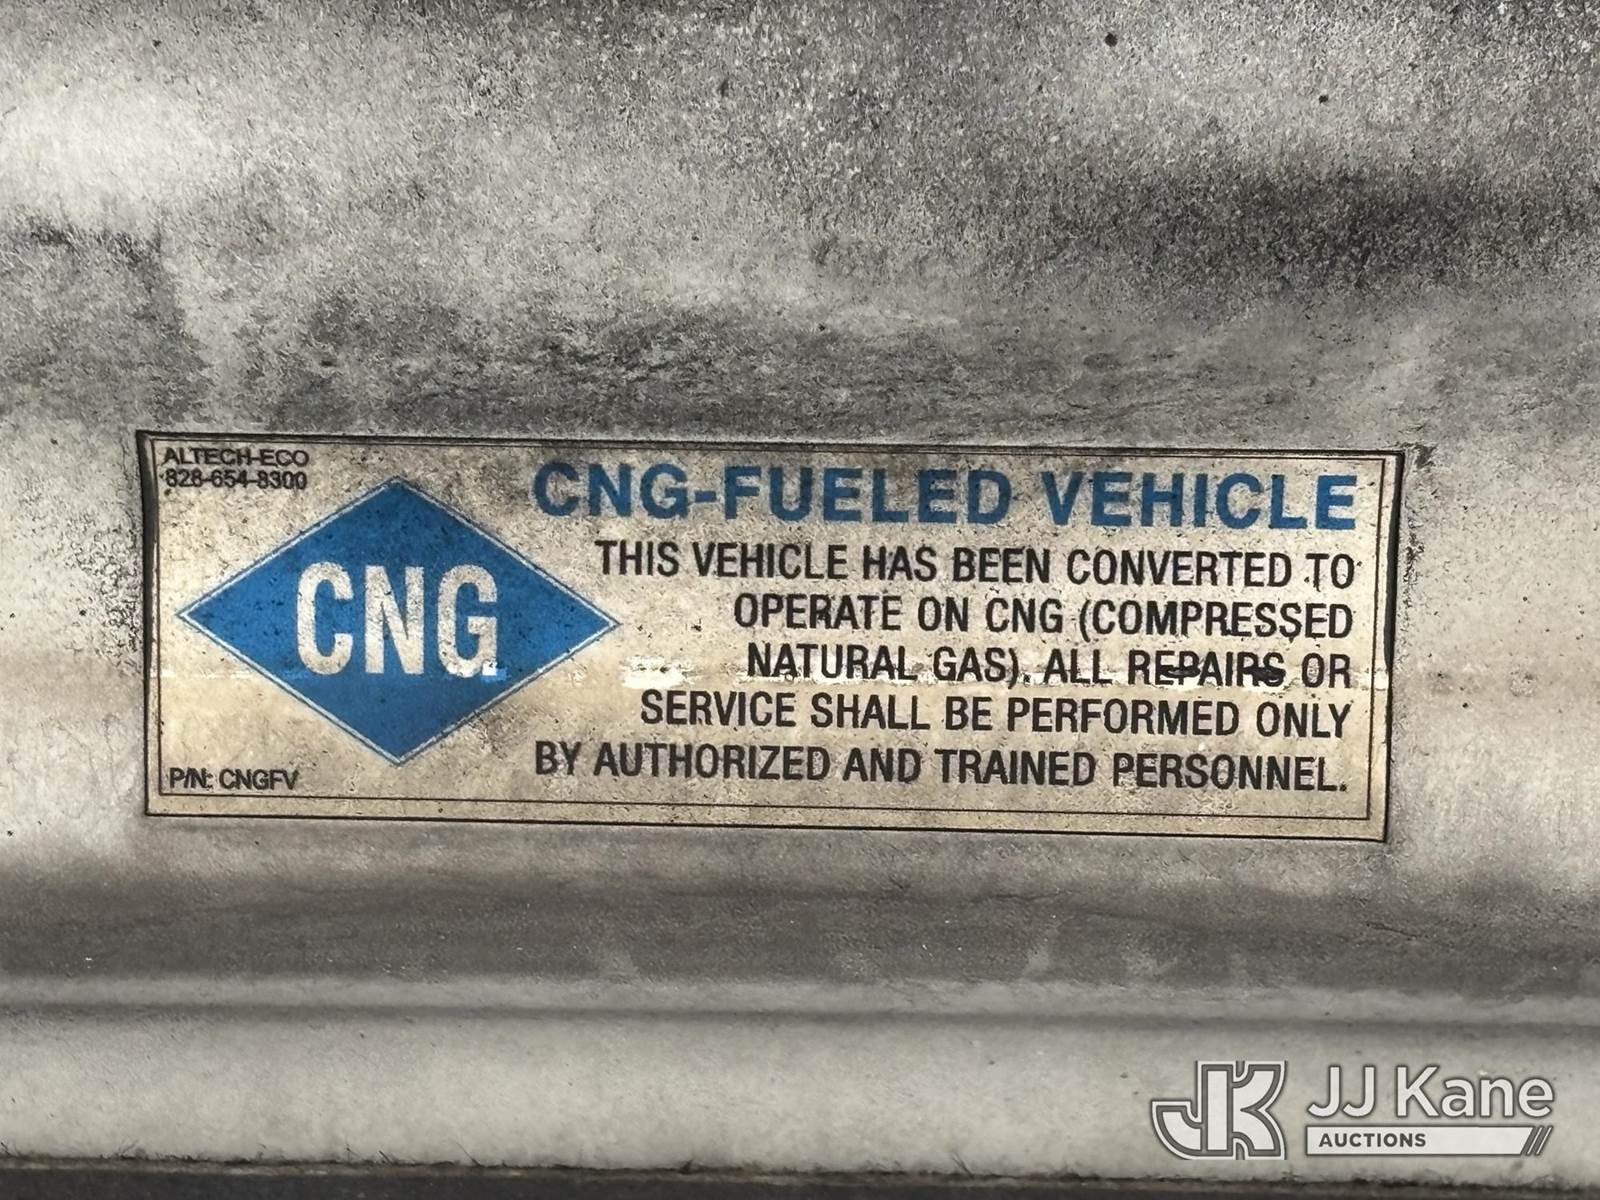 ALTECH-ECO
828-654-8300
CNG
P/N: CNGFV
CNG-FUELED VEHICLE
THIS VEHICLE HAS BEEN CONVERTED TO
OPERATE ON CNG (COMPRESSED
NATURAL GAS). ALL REPAIRS OR
SERVICE SHALL BE PERFORMED ONLY
BY AUTHORIZED AND TRAINED PERSONNEL.
JK JJ Kane
AUCTIONS